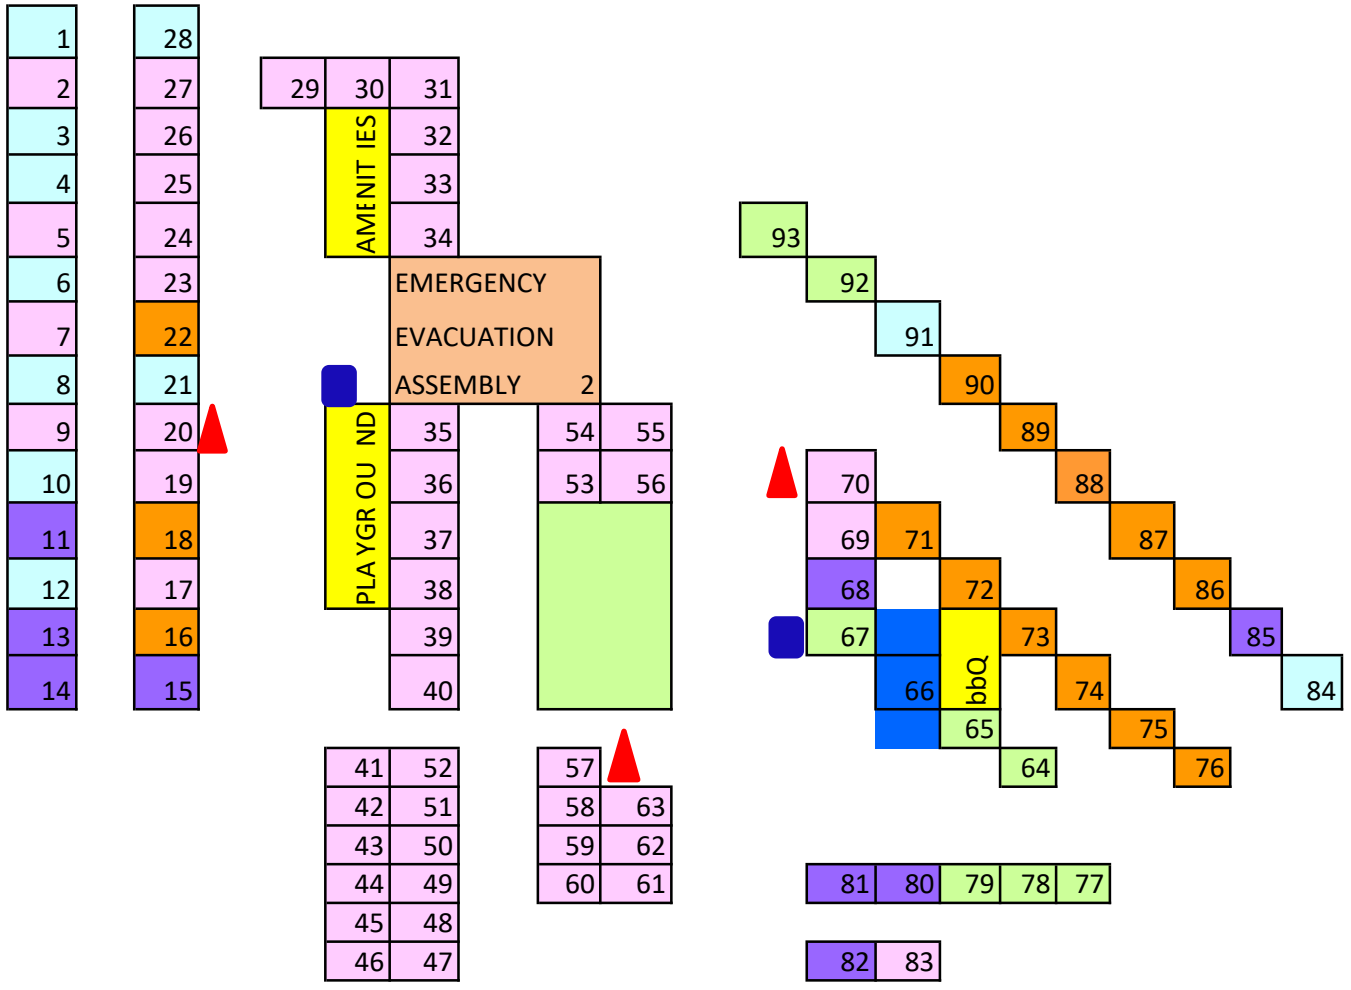 1 28
2 27 29 30 31
3 26 32
4 25 33
AMENIT IES
5 24 34 93
6 23 EMERGENCY 92
7 22 EVACUATION 91
8 21 ASSEMBLY 2 90
9 20 35 54 55 89
10 19 36 53 56 70 88
PLAYGR OU ND
11 18 37 69 71 87
12 17 38 68 72 86
13 16 39 67 73 85
14 15 40 66 74 84
bbQ
65 75
41 52 57 64 76
42 51 58 63
43 50 59 62
44 49 60 61 81 80 79 78 77
45 48
46 47 82 83